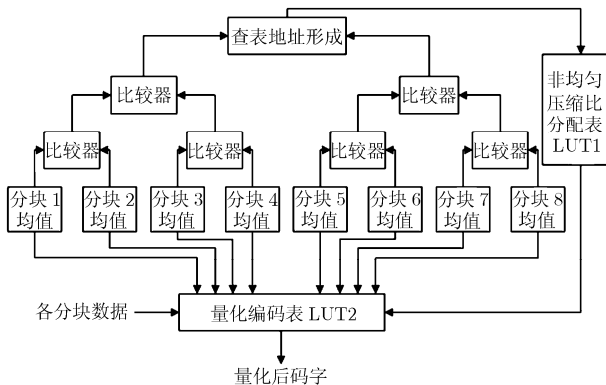 查表地址形成
非均匀
压缩比
分配表
LUT1
比较器
比较器
比较器
比较器
比较器
比较器
分块 1
均值
分块 2
均值
分块 3
均值
分块 4
均值
分块 5
均值
分块 6
均值
分块 7
均值
分块 8
均值
各分块数据
量化编码表 LUT2
量化后码字